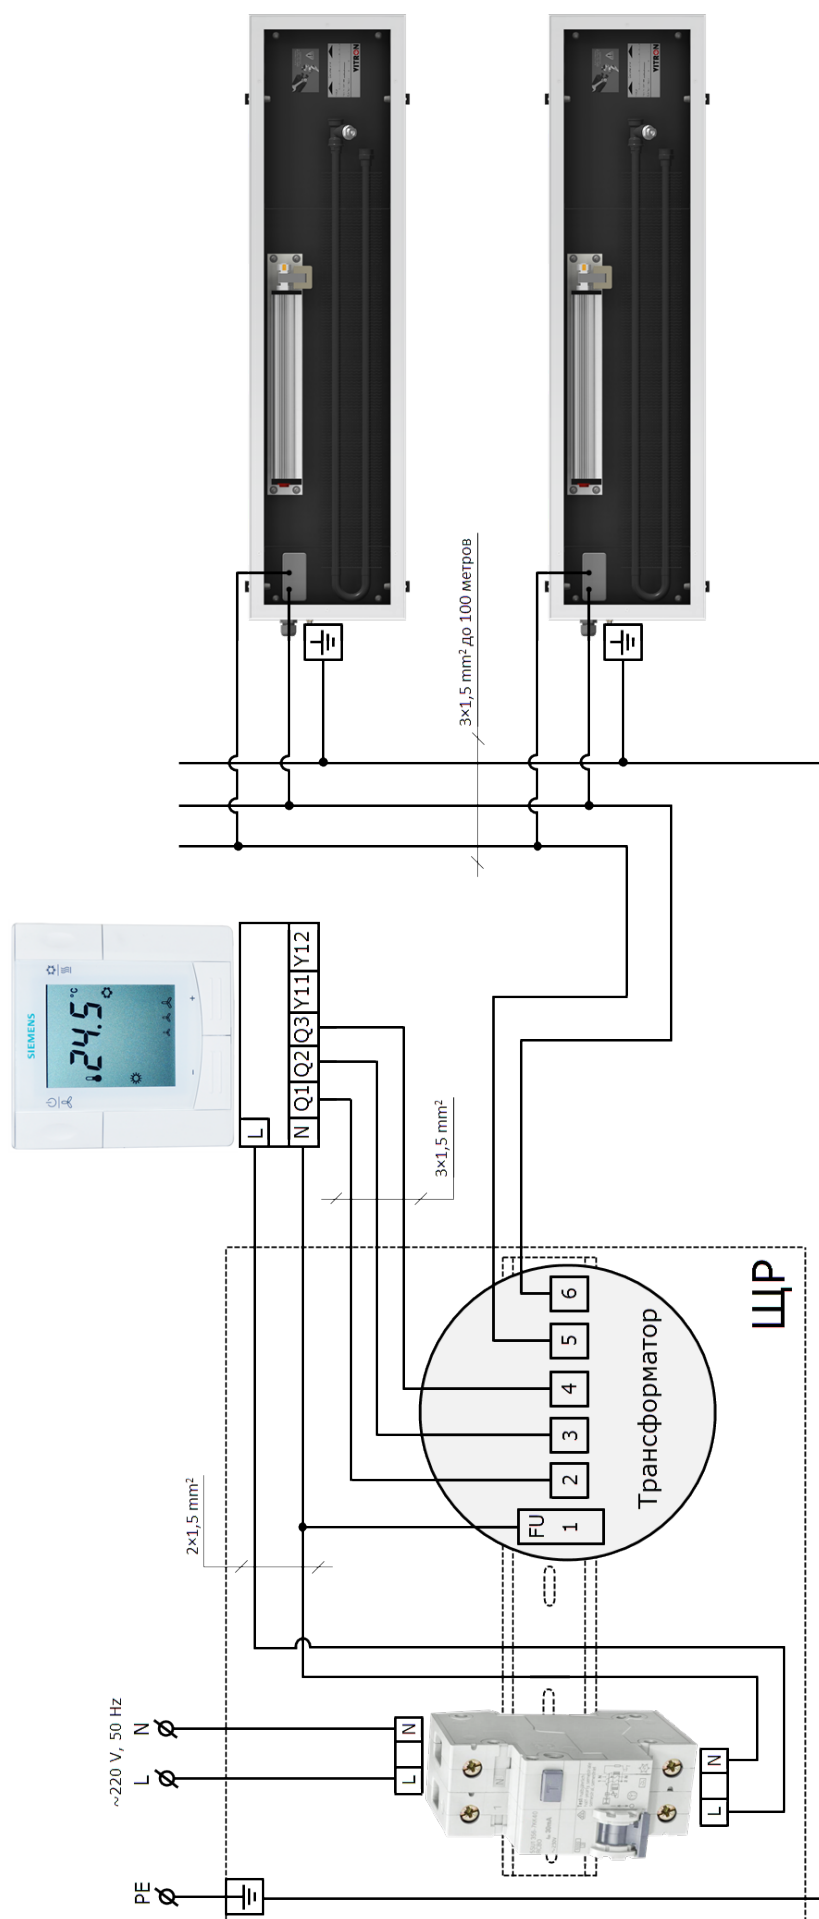 VITRON
VITRON
3×1,5 mm² до 100 метров
SIEMENS
24.5 °C
+
−
L
N
Q1
Q2
Q3
Y11
Y12
3×1,5 mm²
2×1,5 mm²
ЩР
Трансформатор
FU
1
2
3
4
5
6
~220 V, 50 Hz
N
L
PE
N
L
N
L